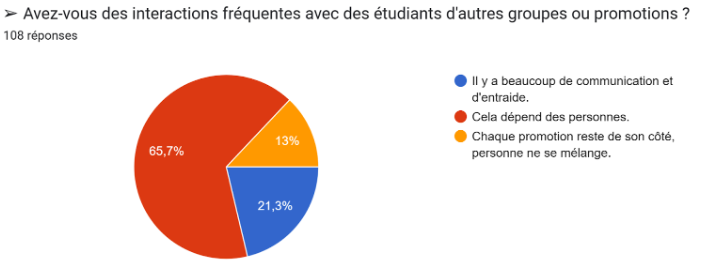 ➢ Avez-vous des interactions fréquentes avec des étudiants d'autres groupes ou promotions ?
108 réponses
Il y a beaucoup de communication et
d'entraide.
Cela dépend des personnes.
Chaque promotion reste de son côté,
personne ne se mélange.
65,7%
13%
21,3%